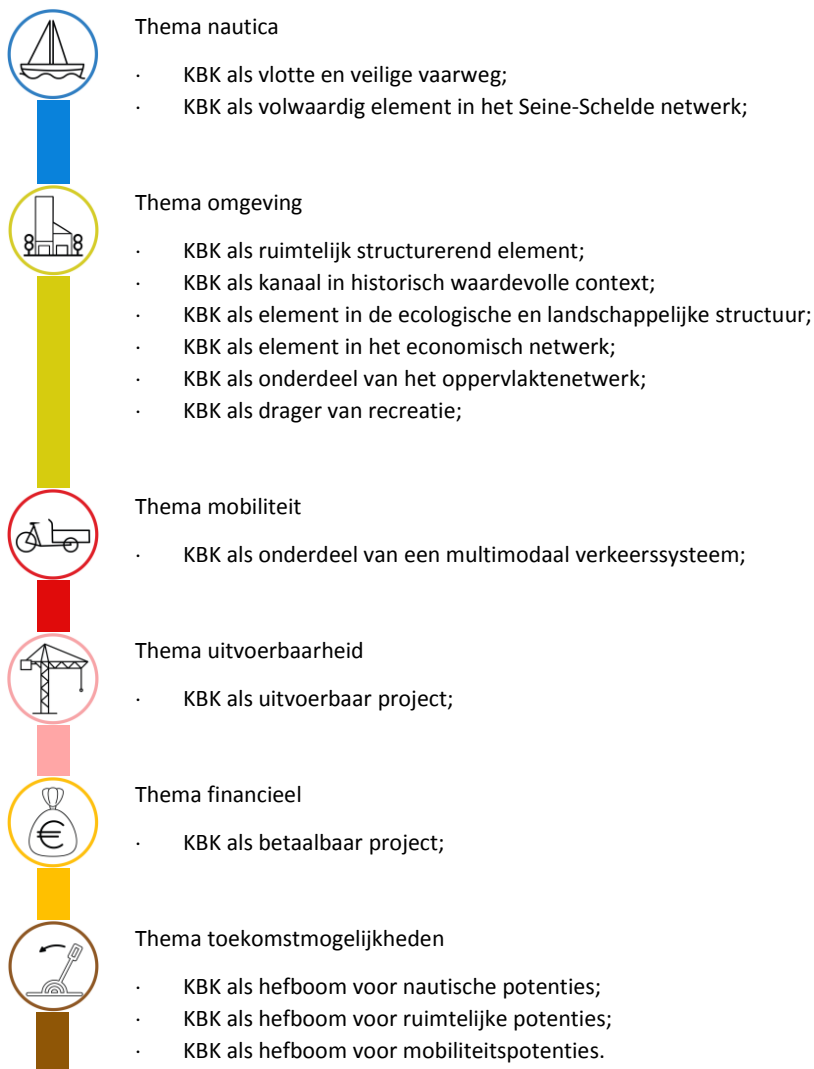 Thema nautica
· KBK als vlotte en veilige vaarweg;
· KBK als volwaardig element in het Seine-Schelde netwerk;
Thema omgeving
· KBK als ruimtelijk structurerend element;
· KBK als kanaal in historisch waardevolle context;
· KBK als element in de ecologische en landschappelijke structuur;
· KBK als element in het economisch netwerk;
· KBK als onderdeel van het oppervlaktenetwerk;
· KBK als drager van recreatie;
Thema mobiliteit
· KBK als onderdeel van een multimodaal verkeerssysteem;
Thema uitvoerbaarheid
· KBK als uitvoerbaar project;
Thema financieel
€
· KBK als betaalbaar project;
Thema toekomstmogelijkheden
· KBK als hefboom voor nautische potenties;
· KBK als hefboom voor ruimtelijke potenties;
· KBK als hefboom voor mobiliteitspotenties.